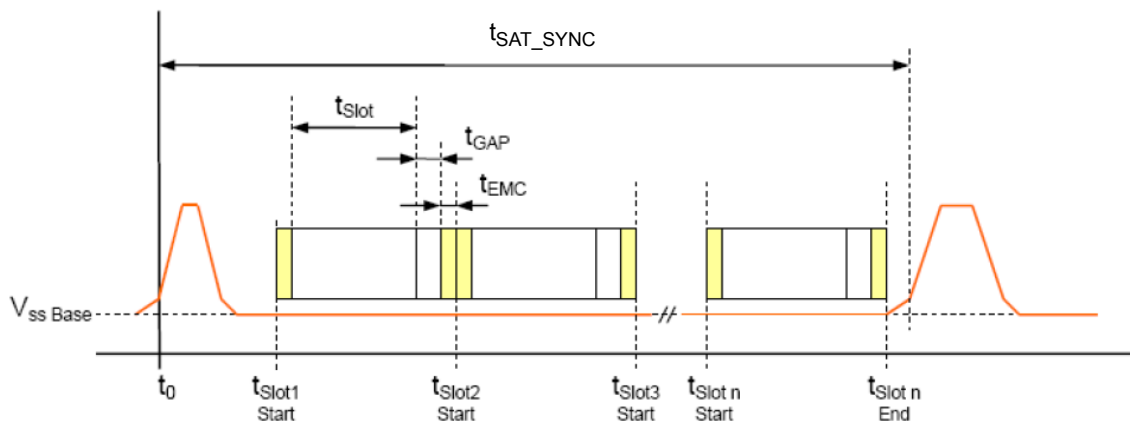 tSAT_SYNC
tSlot
tGAP
tEMC
Vss Base
t0 tSlot1 tSlot2 tSlot3 tSlot n tSlot n
Start Start Start Start End